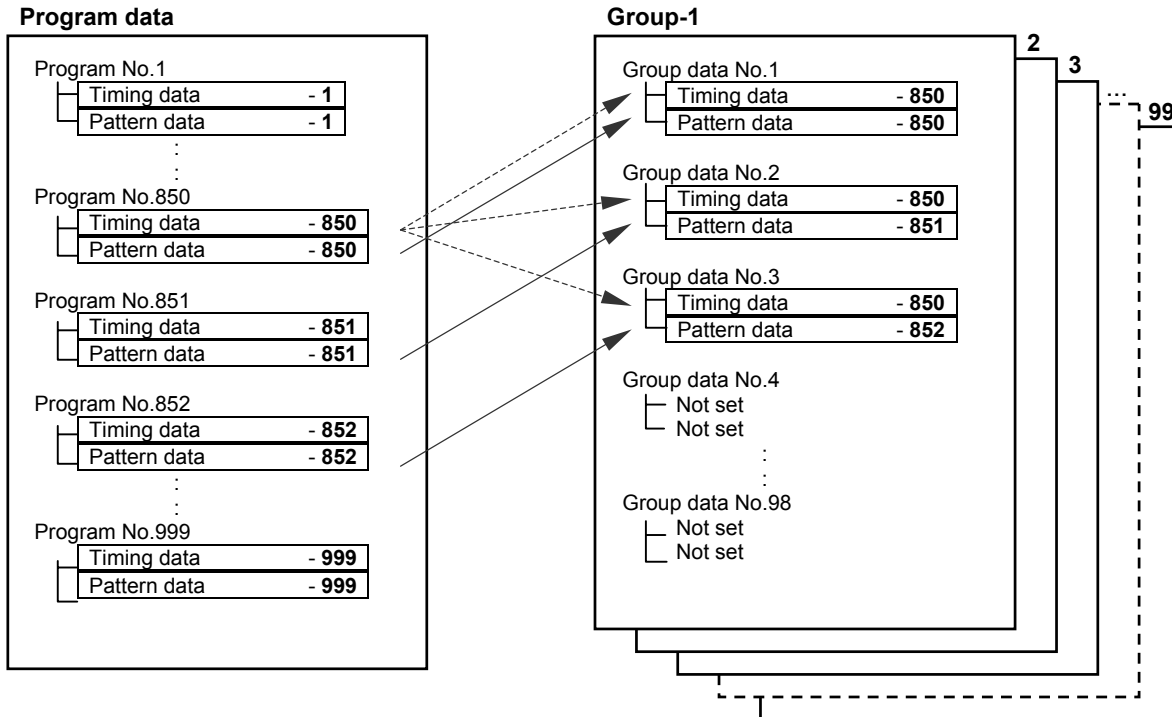 Program data
Program No.1
Timing data - 1
Pattern data - 1
:
:
Program No.850
Timing data - 850
Pattern data - 850
Program No.851
Timing data - 851
Pattern data - 851
Program No.852
Timing data - 852
Pattern data - 852
:
:
Program No.999
Timing data - 999
Pattern data - 999
Group-1
Group data No.1
Timing data - 850
Pattern data - 850
Group data No.2
Timing data - 850
Pattern data - 851
Group data No.3
Timing data - 850
Pattern data - 852
Group data No.4
Not set
Not set
:
:
Group data No.98
Not set
Not set
2
3
...
99